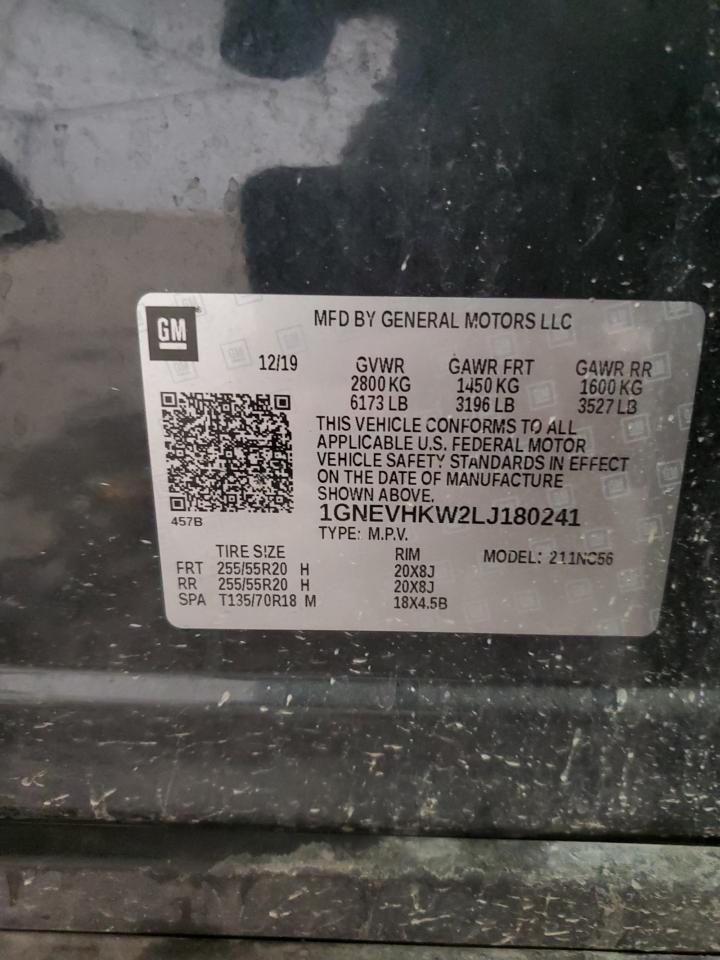 GM
MFD BY GENERAL MOTORS LLC
12/19 GVWR GAWR FRT GAWR RR
2800 KG 1450 KG 1600 KG
6173 LB 3196 LB 3527 LB
THIS VEHICLE CONFORMS TO ALL
APPLICABLE U.S. FEDERAL MOTOR
VEHICLE SAFETY STANDARDS IN EFFECT
ON THE DATE OF MANUFACTURE
SHOWN ABOVE.
457B 1GNEVHKW2LJ180241
TYPE: M.P.V.
TIRE SIZE RIM MODEL: 211NC56
FRT 255/55R20 H 20X8J
RR 255/55R20 H 20X8J
SPA T135/70R18 M 18X4.5B